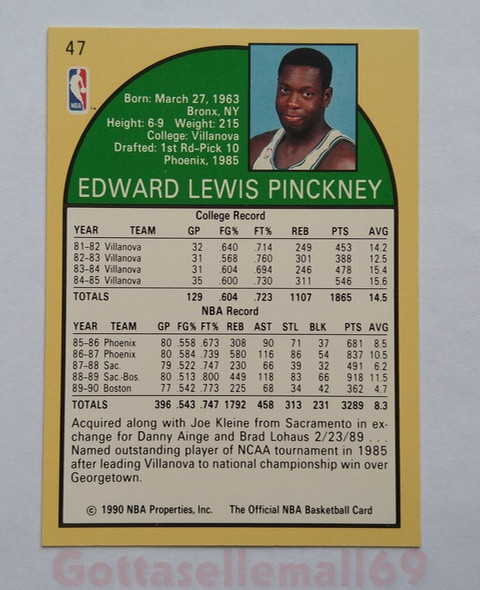 47
NBA
Born: March 27, 1963
Bronx, NY
Height: 6-9 Weight: 215
College: Villanova
Drafted: 1st Rd-Pick 10
Phoenix, 1985
EDWARD LEWIS PINCKNEY
College Record
YEAR TEAM GP FG% FT% REB PTS AVG
81-82 Villanova 32 .640 .714 249 453 14.2
82-83 Villanova 31 .568 .760 301 388 12.5
83-84 Villanova 31 .604 .694 246 478 15.4
84-85 Villanova 35 .600 .730 311 546 15.6
TOTALS 129 .604 .723 1107 1865 14.5
NBA Record
YEAR TEAM GP FG% FT% REB AST STL BLK PTS AVG
85-86 Phoenix 80 .558 .673 308 90 71 37 681 8.5
86-87 Phoenix 80 .584 .739 580 116 86 54 837 10.5
87-88 Sac. 79 .522 .747 230 66 39 32 491 6.2
88-89 Sac.-Bos. 80 .513 .800 449 118 83 66 918 11.5
89-90 Boston 77 .542 .773 225 68 34 42 362 4.7
TOTALS 396 .543 .747 1792 458 313 231 3289 8.3
Acquired along with Joe Kleine from Sacramento in ex-
change for Danny Ainge and Brad Lohaus 2/23/89 . . .
Named outstanding player of NCAA tournament in 1985
after leading Villanova to national championship win over
Georgetown.
© 1990 NBA Properties, Inc. The Official NBA Basketball Card
Gottasellemall69